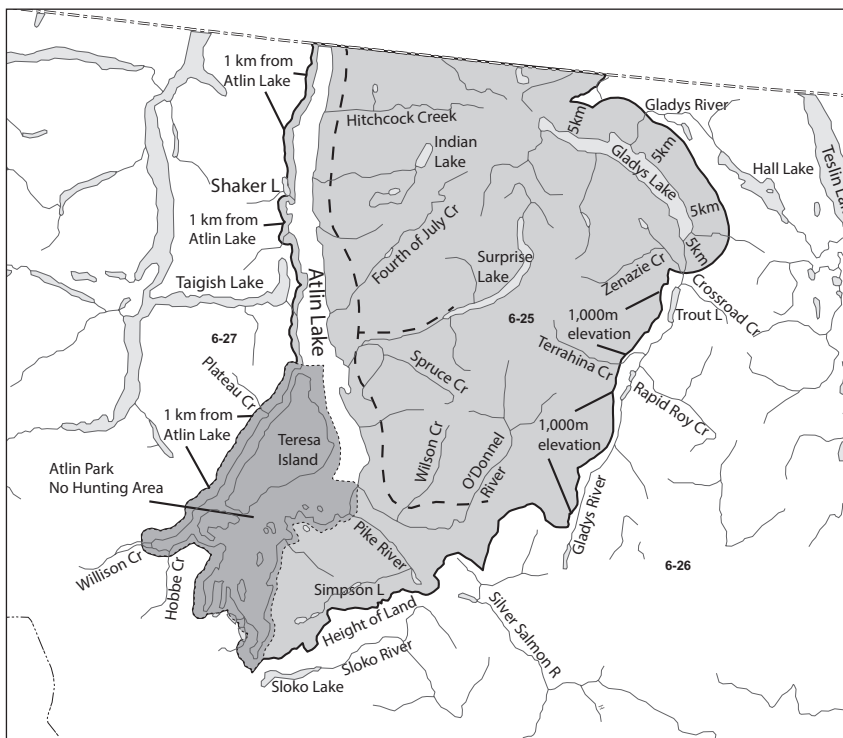 1 km from
Atlin Lake
Gladys River
5km
Hitchcock Creek
Indian
Lake
5km
Gladys Lake
Hall Lake
Teslin Lak
Shaker L
1 km from
Atlin Lake
Fourth of July Cr
5km
5km
Surprise
Lake
Zenazie Cr
Taigish Lake
Atlin Lake
Crossroad Cr
1,000m
elevation
Trout L
6-25
6-27
Terrahina Cr
Spruce Cr
Plateau Cr
Rapid Roy Cr
1 km from
Atlin Lake
1,000m
elevation
Teresa
Island
Wilson Cr
O'Donnel
River
Atlin Park
No Hunting Area
Gladys River
Pike River
Willison Cr
6-26
Hobbe Cr
Simpson L
Silver Salmon R
Height of Land
Sloko River
Sloko Lake